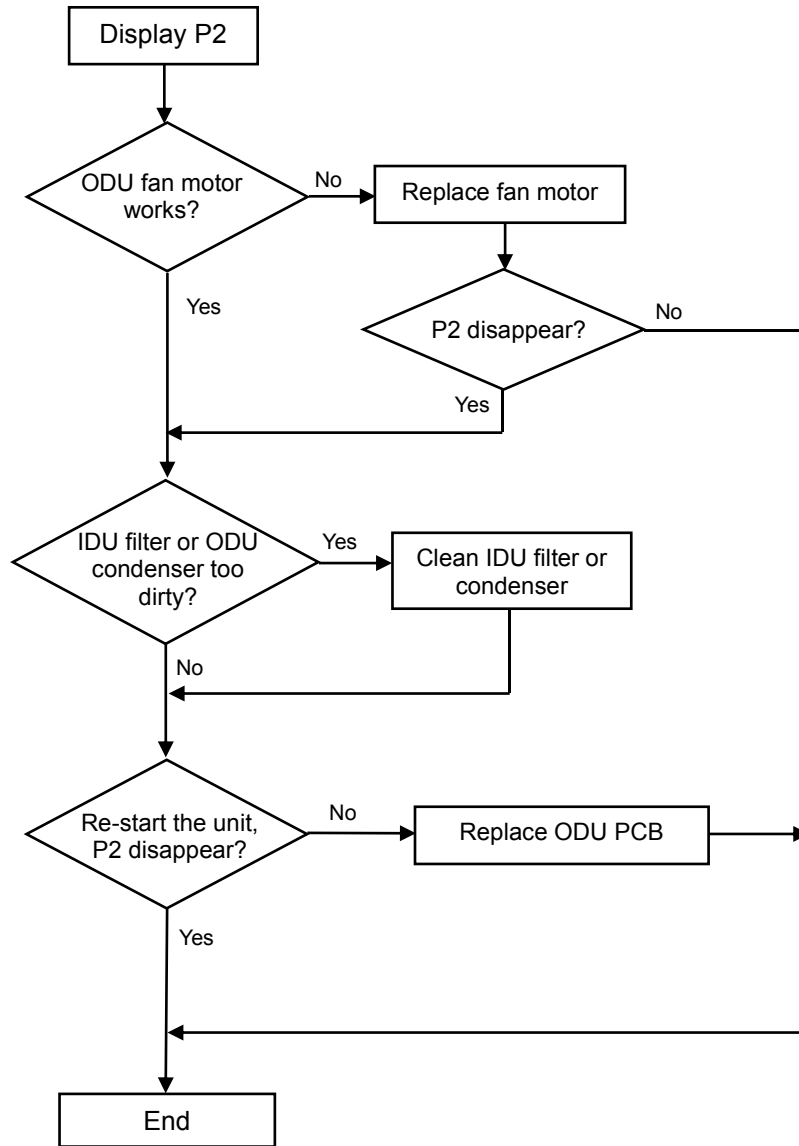 Display P2
ODU fan motor
works?
No
Replace fan motor
Yes
P2 disappear?
No
Yes
IDU filter or ODU
condenser too
dirty?
Yes
Clean IDU filter or
condenser
No
Re-start the unit,
P2 disappear?
No
Replace ODU PCB
Yes
End